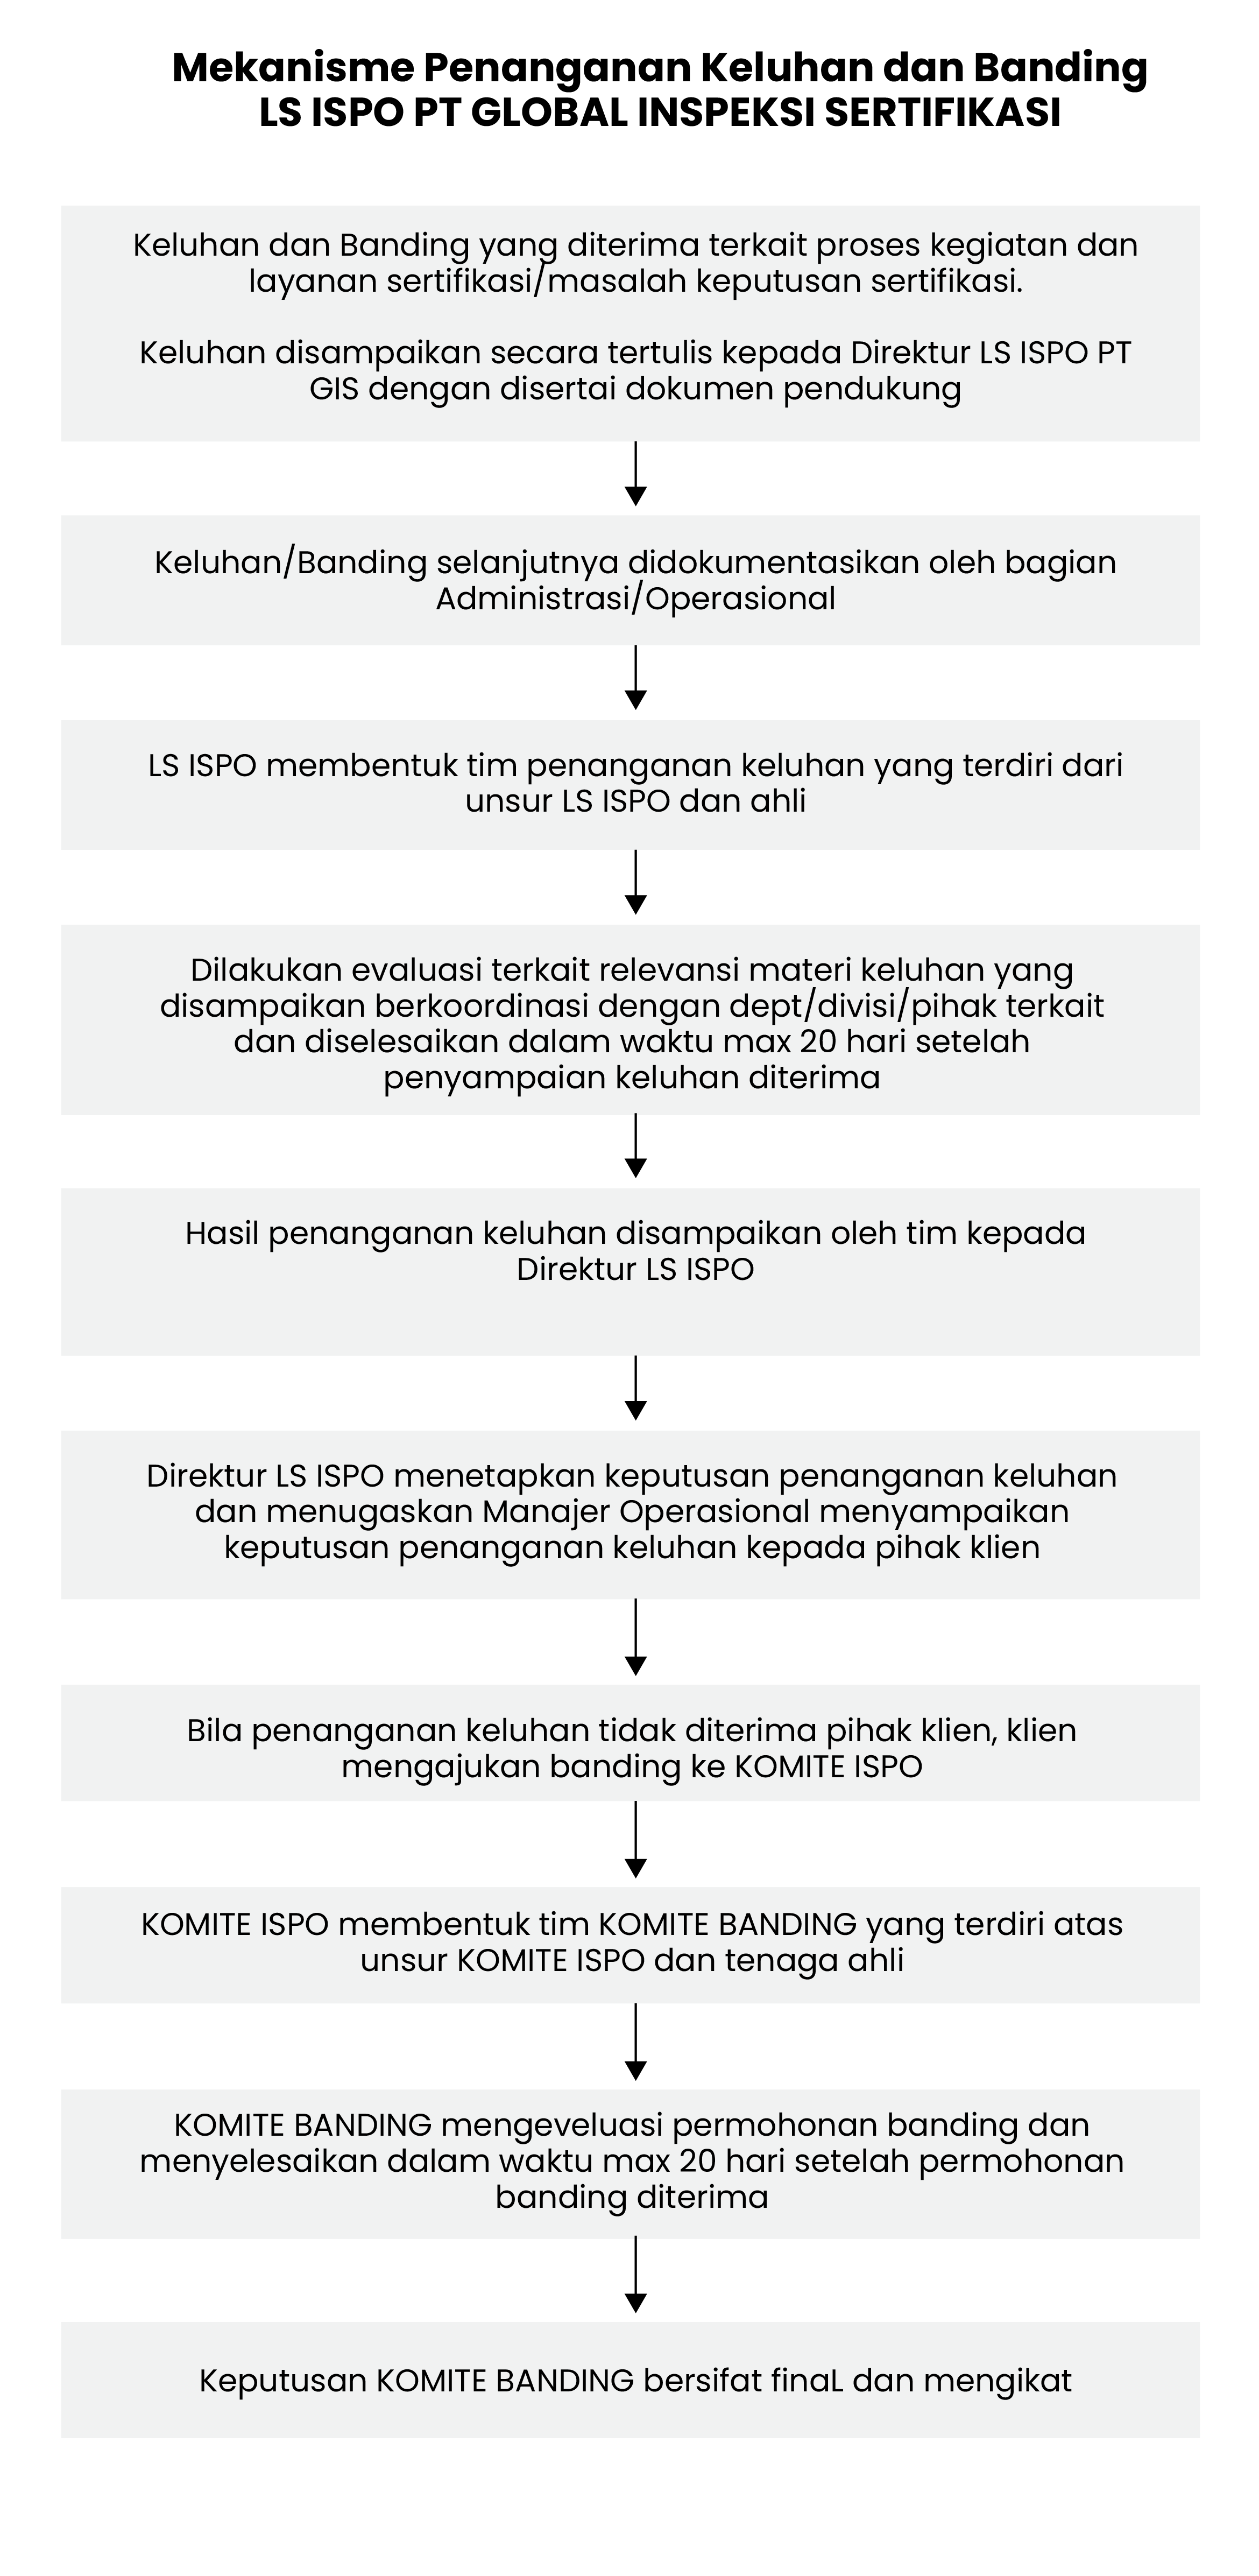 Mekanisme Penanganan Keluhan dan Banding
LS ISPO PT GLOBAL INSPEKSI SERTIFIKASI
Keluhan dan Banding yang diterima terkait proses kegiatan dan
layanan sertifikasi/masalah keputusan sertifikasi.
Keluhan disampaikan secara tertulis kepada Direktur LS ISPO PT
GIS dengan disertai dokumen pendukung
Keluhan/Banding selanjutnya didokumentasikan oleh bagian
Administrasi/Operasional
LS ISPO membentuk tim penanganan keluhan yang terdiri dari
unsur LS ISPO dan ahli
Dilakukan evaluasi terkait relevansi materi keluhan yang
disampaikan berkoordinasi dengan dept/divisi/pihak terkait
dan diselesaikan dalam waktu max 20 hari setelah
penyampaian keluhan diterima
Hasil penanganan keluhan disampaikan oleh tim kepada
Direktur LS ISPO
Direktur LS ISPO menetapkan keputusan penanganan keluhan
dan menugaskan Manajer Operasional menyampaikan
keputusan penanganan keluhan kepada pihak klien
Bila penanganan keluhan tidak diterima pihak klien, klien
mengajukan banding ke KOMITE ISPO
KOMITE ISPO membentuk tim KOMITE BANDING yang terdiri atas
unsur KOMITE ISPO dan tenaga ahli
KOMITE BANDING mengeveluasi permohonan banding dan
menyelesaikan dalam waktu max 20 hari setelah permohonan
banding diterima
Keputusan KOMITE BANDING bersifat finaL dan mengikat